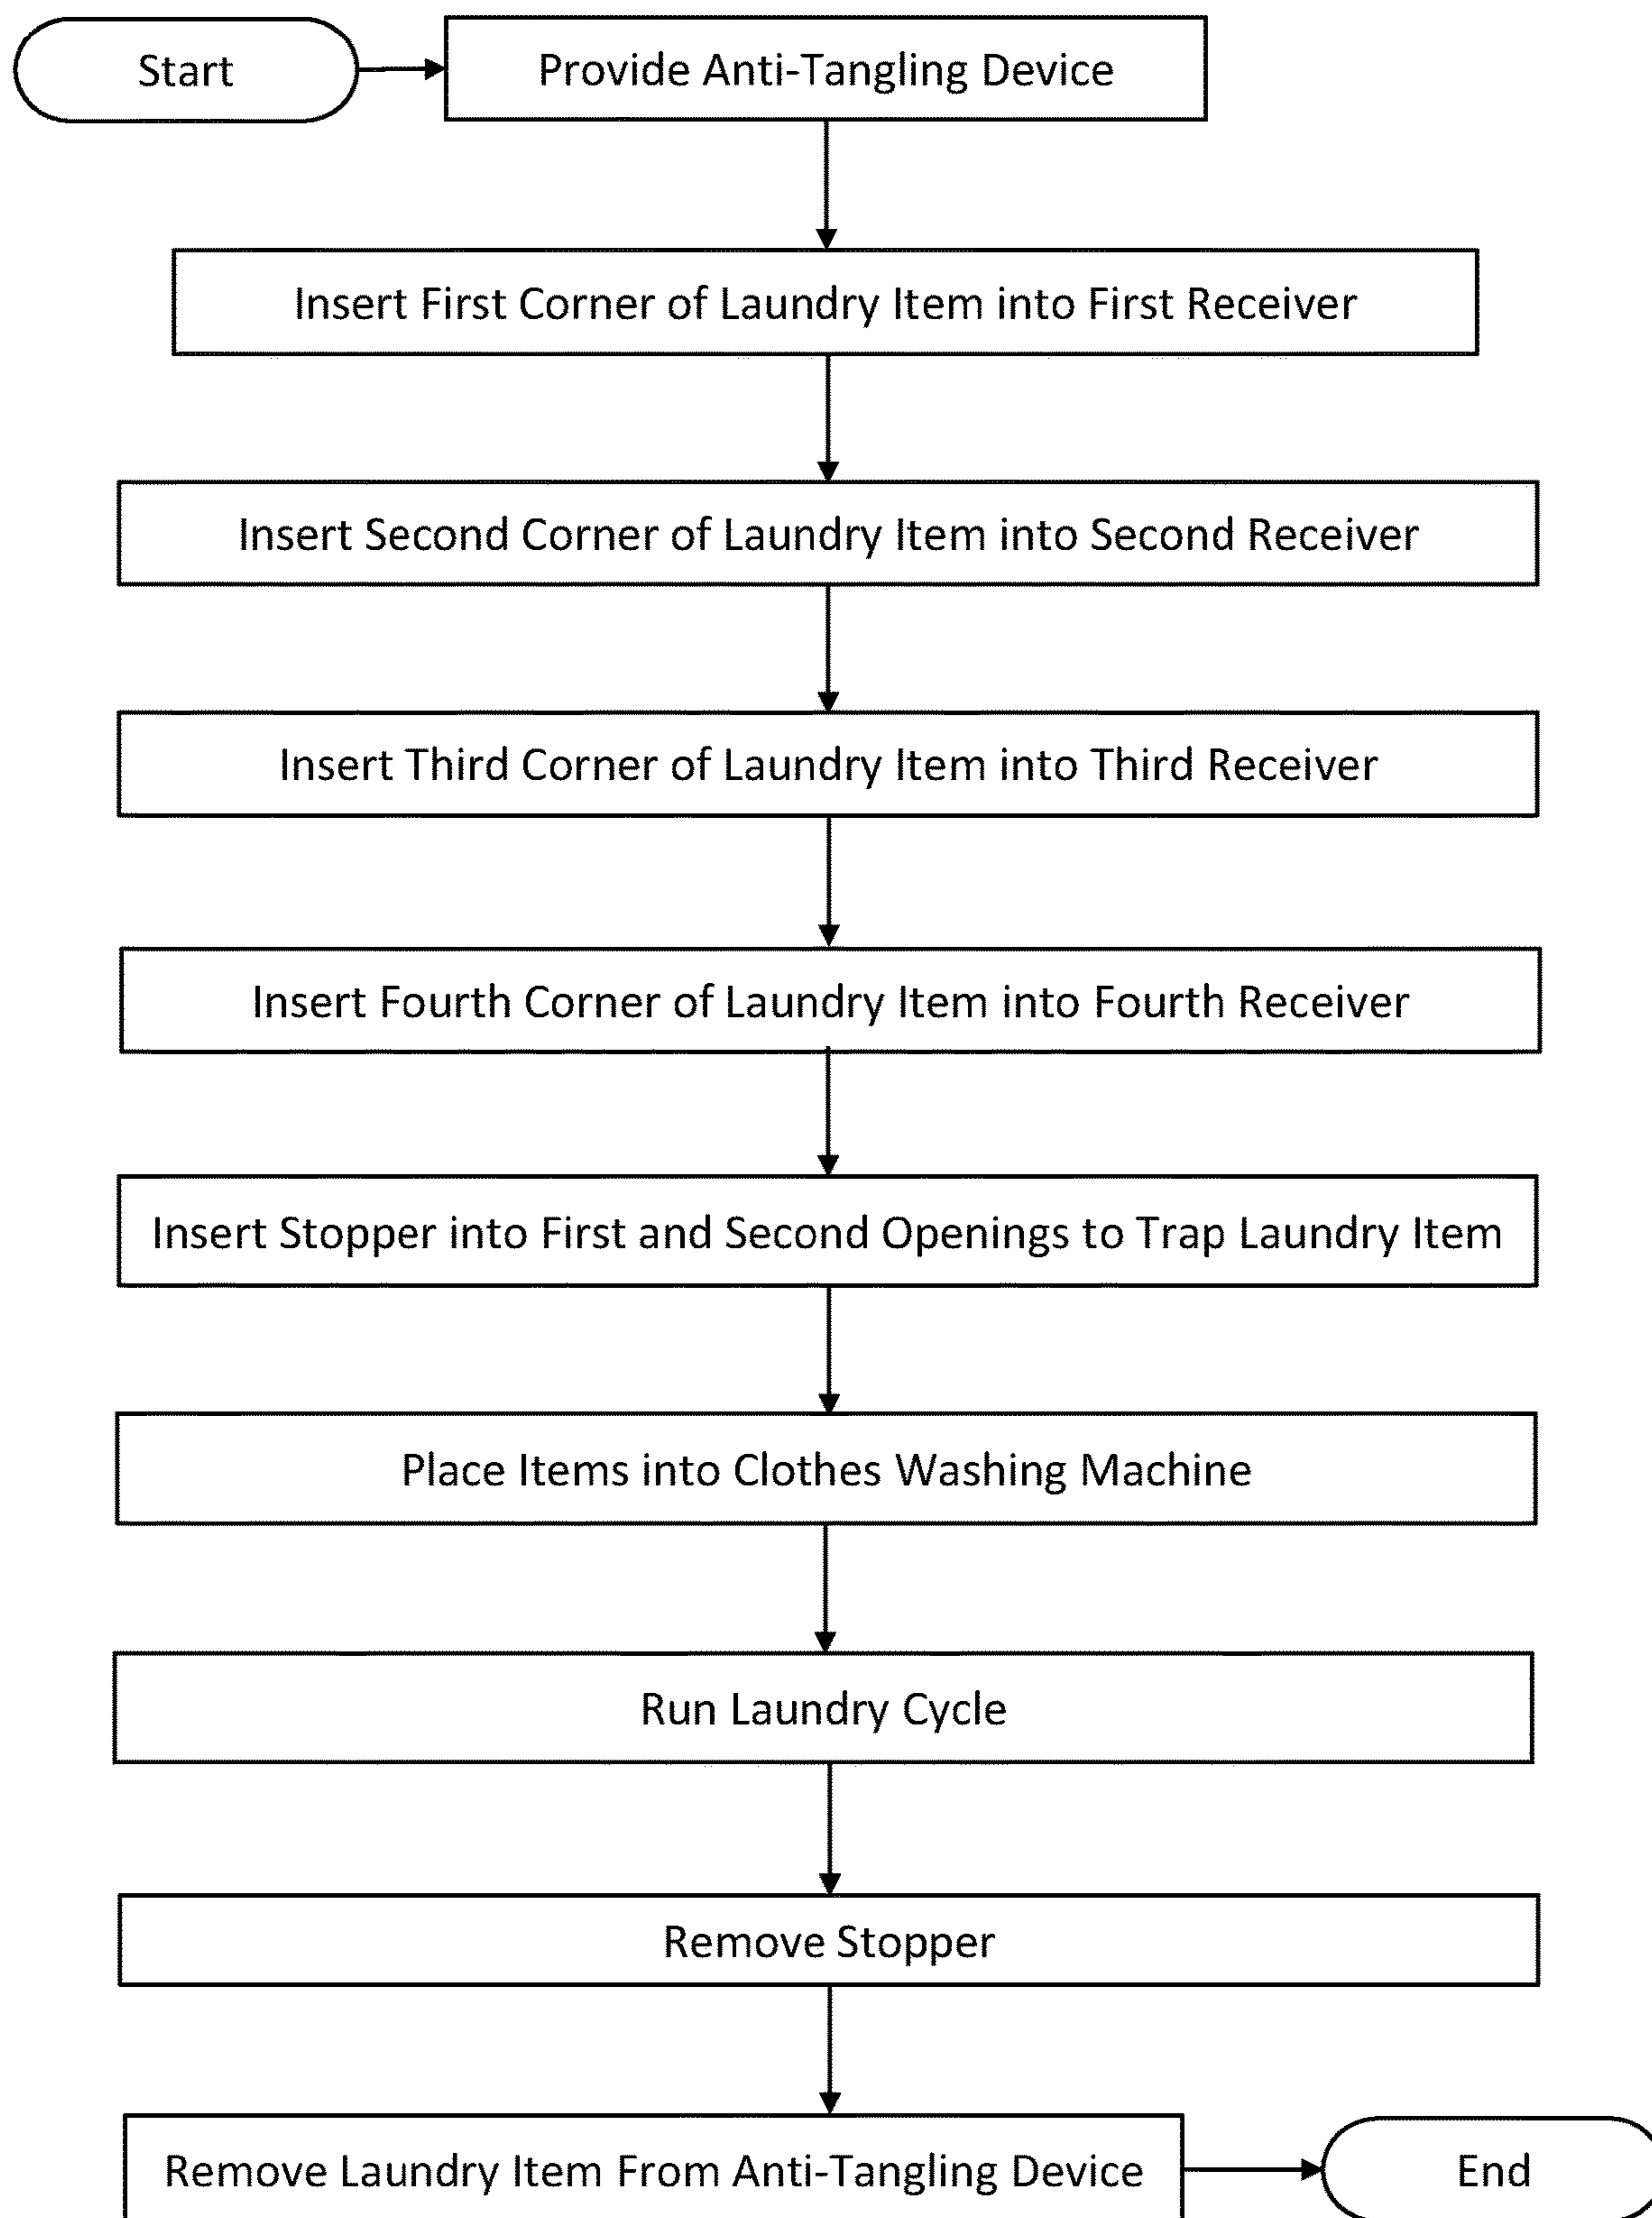 Start
Provide Anti-Tangling Device
Insert First Corner of Laundry Item into First Receiver
Insert Second Corner of Laundry Item into Second Receiver
Insert Third Corner of Laundry Item into Third Receiver
Insert Fourth Corner of Laundry Item into Fourth Receiver
Insert Stopper into First and Second Openings to Trap Laundry Item
Place Items into Clothes Washing Machine
Run Laundry Cycle
Remove Stopper
Remove Laundry Item From Anti-Tangling Device
End